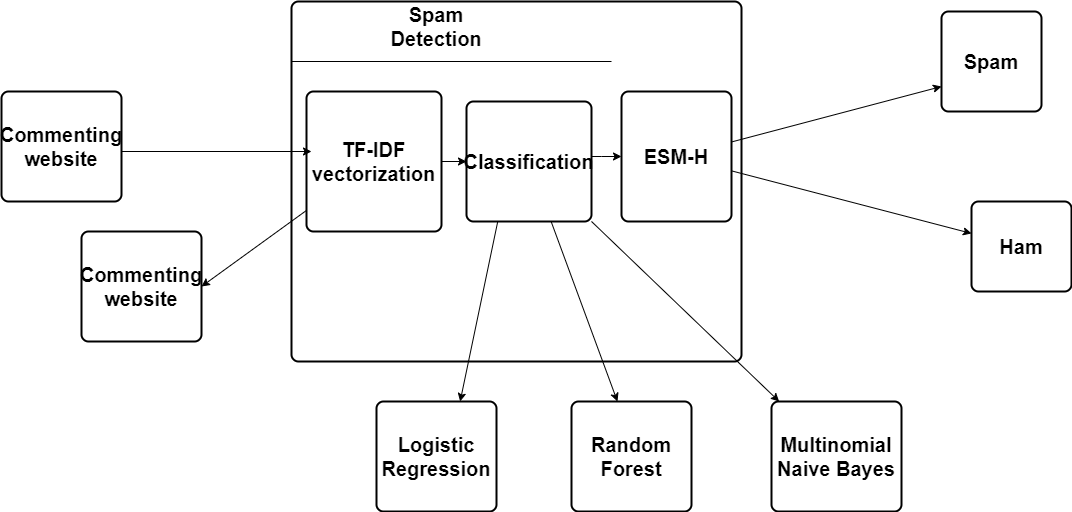 Spam
Detection
Commenting
website
TF-IDF
vectorization
Classification
ESM-H
Spam
Ham
Commenting
website
Logistic
Regression
Random
Forest
Multinomial
Naive Bayes